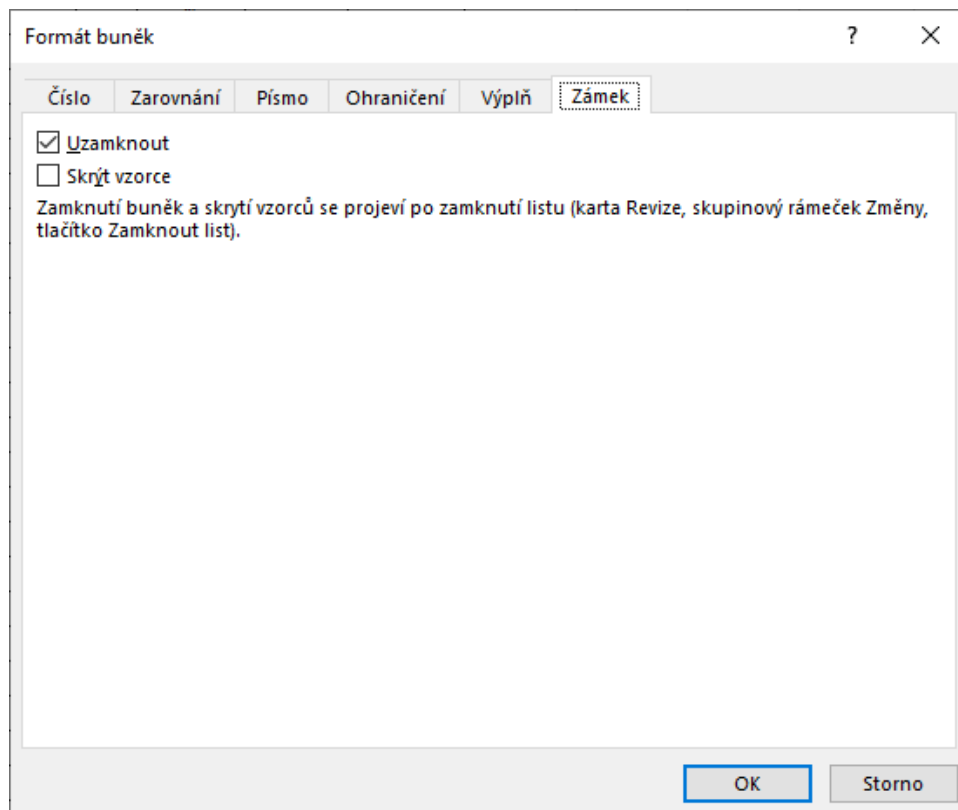 Formát buněk
?
Číslo Zarovnání Písmo Ohraničení Výplň Zámek
Uzamknout
Skrýt vzorce
Zamknutí buněk a skrytí vzorců se projeví po zamknutí listu (karta Revize, skupinový rámeček Změny,
tlačítko Zamknout list).
OK Storno